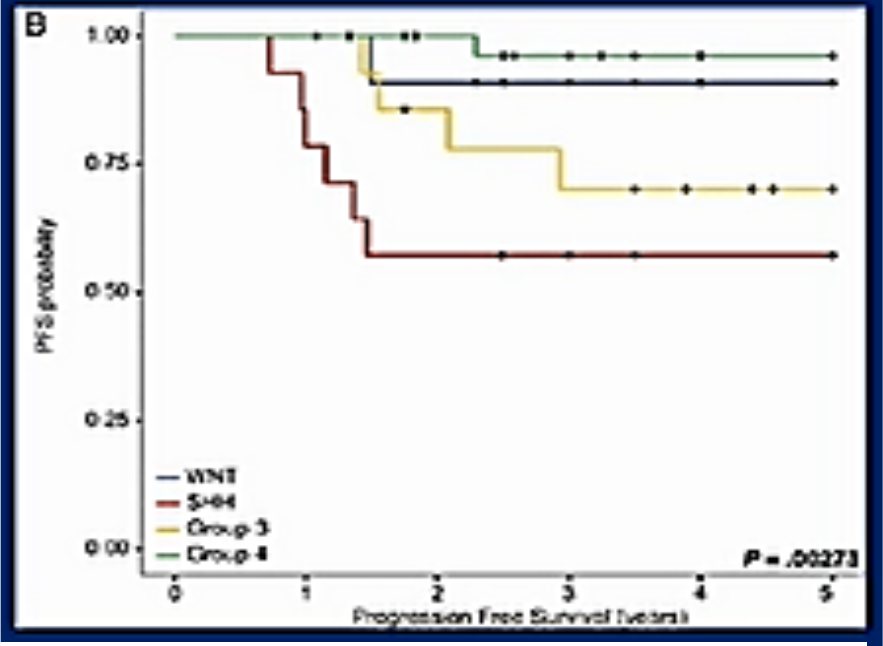 B
1.00
0.75
0.50
0.25
0.00
PFS probability
WNT
SHH
Group 3
Group 4
P = .00273
0 1 2 3 4 5
Progression Free Survival (years)